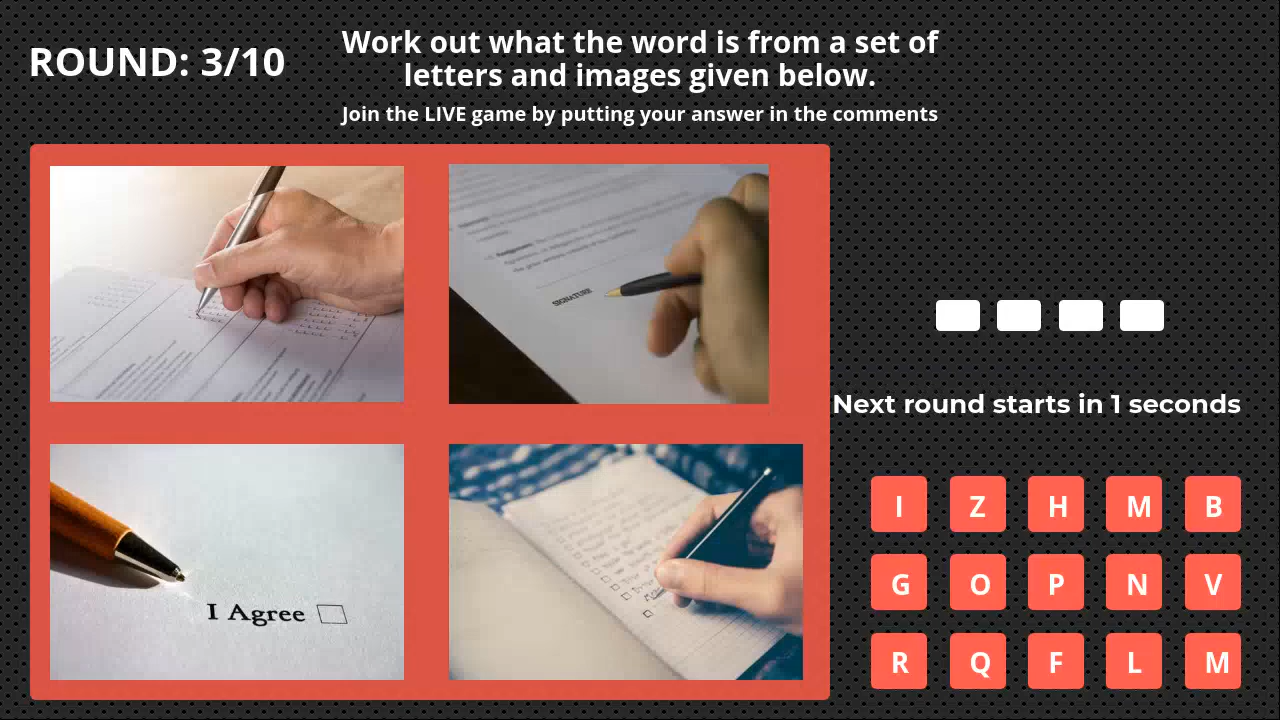 ROUND: 3/10
Work out what the word is from a set of
letters and images given below.
Join the LIVE game by putting your answer in the comments
SIGNATURE
I Agree
Next round starts in 1 seconds
I Z H M B
G O P N V
R Q F L M